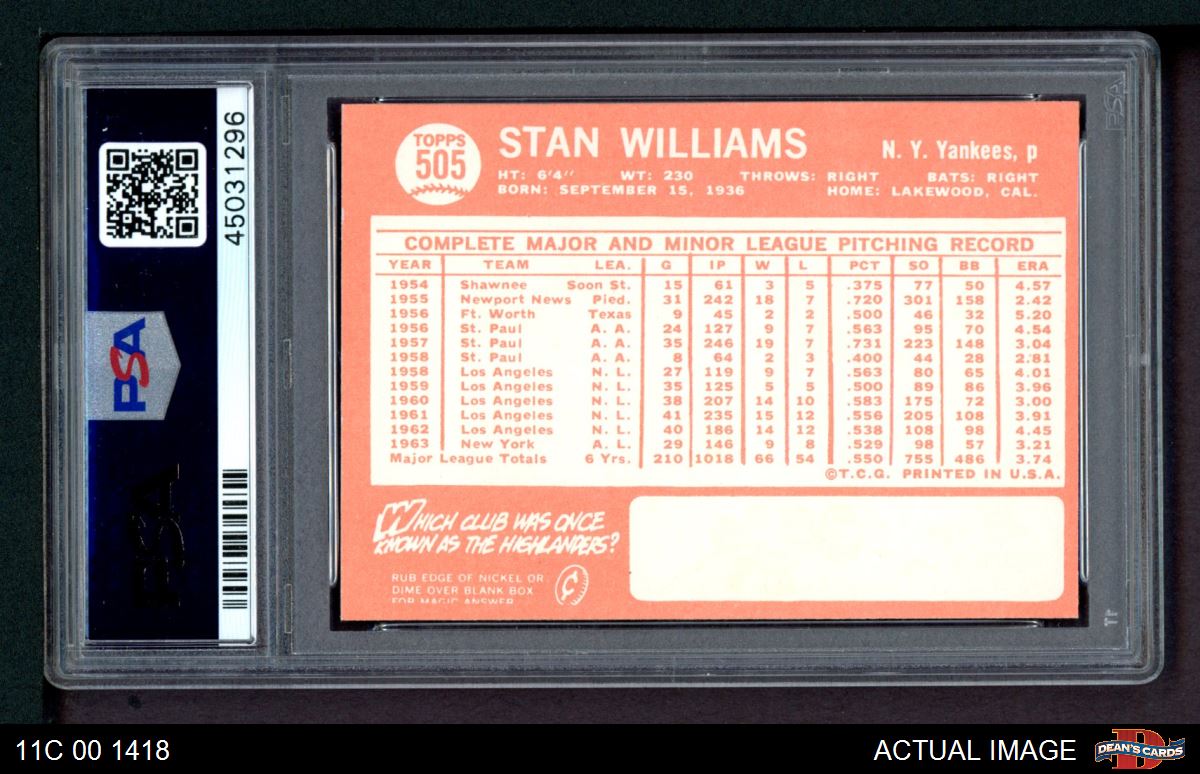 45031296
PSA
PSA
TOPPS
505
STAN WILLIAMS
N. Y. Yankees, p
HT: 6'4" WT: 230 THROWS: RIGHT BATS: RIGHT
BORN: SEPTEMBER 15, 1936 HOME: LAKEWOOD, CAL.
COMPLETE MAJOR AND MINOR LEAGUE PITCHING RECORD
YEAR TEAM LEA. G IP W L PCT SO BB ERA
1954 Shawnee Soon St. 15 61 3 5 .375 77 50 4.57
1955 Newport News Pied. 31 242 18 7 .720 301 158 2.42
1956 Ft. Worth Texas 9 45 2 2 .500 46 32 5.20
1956 St. Paul A. A. 24 127 9 7 .563 95 70 4.54
1957 St. Paul A. A. 35 246 19 7 .731 223 148 3.04
1958 St. Paul A. A. 8 64 2 3 .400 44 28 2.81
1958 Los Angeles N. L. 27 119 9 7 .563 80 65 4.01
1959 Los Angeles N. L. 35 125 5 5 .500 89 86 3.96
1960 Los Angeles N. L. 38 207 14 10 .583 175 72 3.00
1961 Los Angeles N. L. 41 235 15 12 .556 205 108 3.91
1962 Los Angeles N. L. 40 186 14 12 .538 108 98 4.45
1963 New York A. L. 29 146 9 8 .529 98 57 3.21
Major League Totals 6 Yrs. 210 1018 66 54 .550 755 486 3.74
©T.C.G. PRINTED IN U.S.A.
WHICH CLUB WAS ONCE
KNOWN AS THE HIGHLANDERS?
RUB EDGE OF NICKEL OR
DIME OVER BLANK BOX
FOR MAGIC ANSWER
PSA
11C 00 1418
ACTUAL IMAGE
DEAN'S CARDS